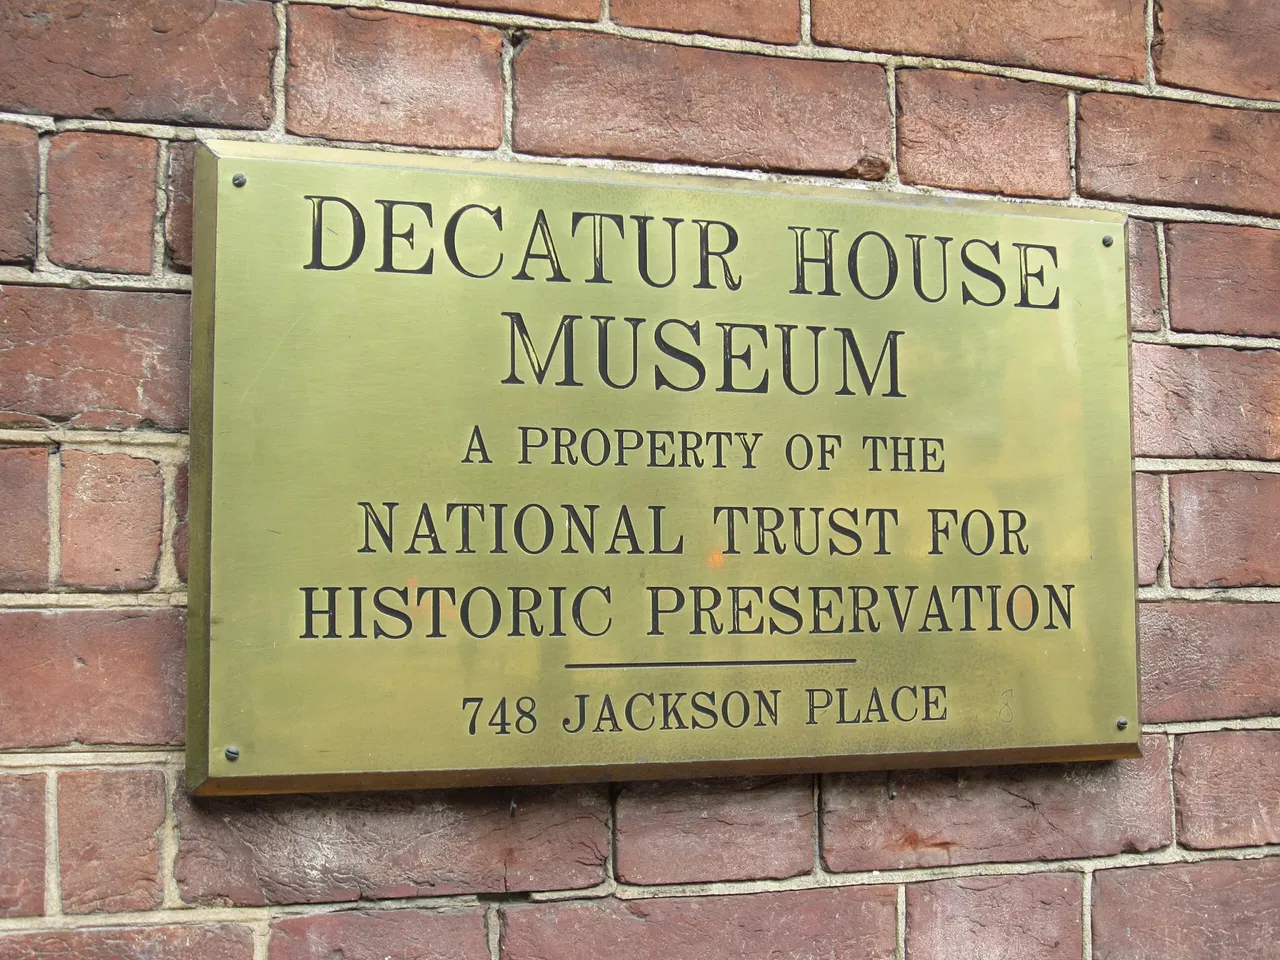 DECATUR HOUSE
MUSEUM
A PROPERTY OF THE
NATIONAL TRUST FOR
HISTORIC PRESERVATION
748 JACKSON PLACE